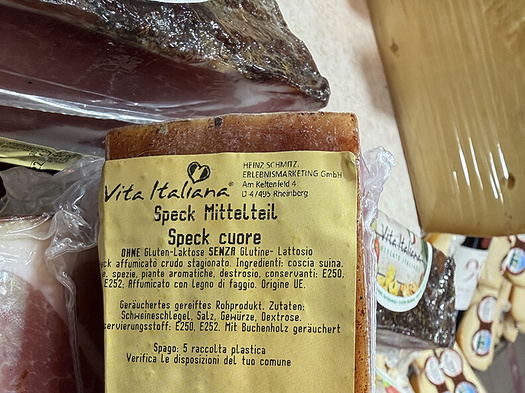 Vita Italiana®
HEINZ SCHMITZ.
ERLEBNISMARKETING GmbH
Am Keltenfeld 4
D-47495 Rheinberg
Speck Mittelteil
Speck cuore
OHNE Gluten-Laktose SENZA Glutine- Lattosio
ck affumicato crudo stagionato. Ingredienti: coscia suina,
e, spezie, piante aromatiche, destrosio, conservanti: E250,
E252; Affumicato con legno di faggio. Origine UE.
Geräuchertes gereiftes Rohprodukt. Zutaten:
Schweineschlegel, Salz, Gewürze, Dextrose.
servierungsstoff: E250, E252. Mit Buchenholz geräuchert
Spago: 5 raccolta plastica
Verifica le disposizioni del tuo comune
Vita Italiana